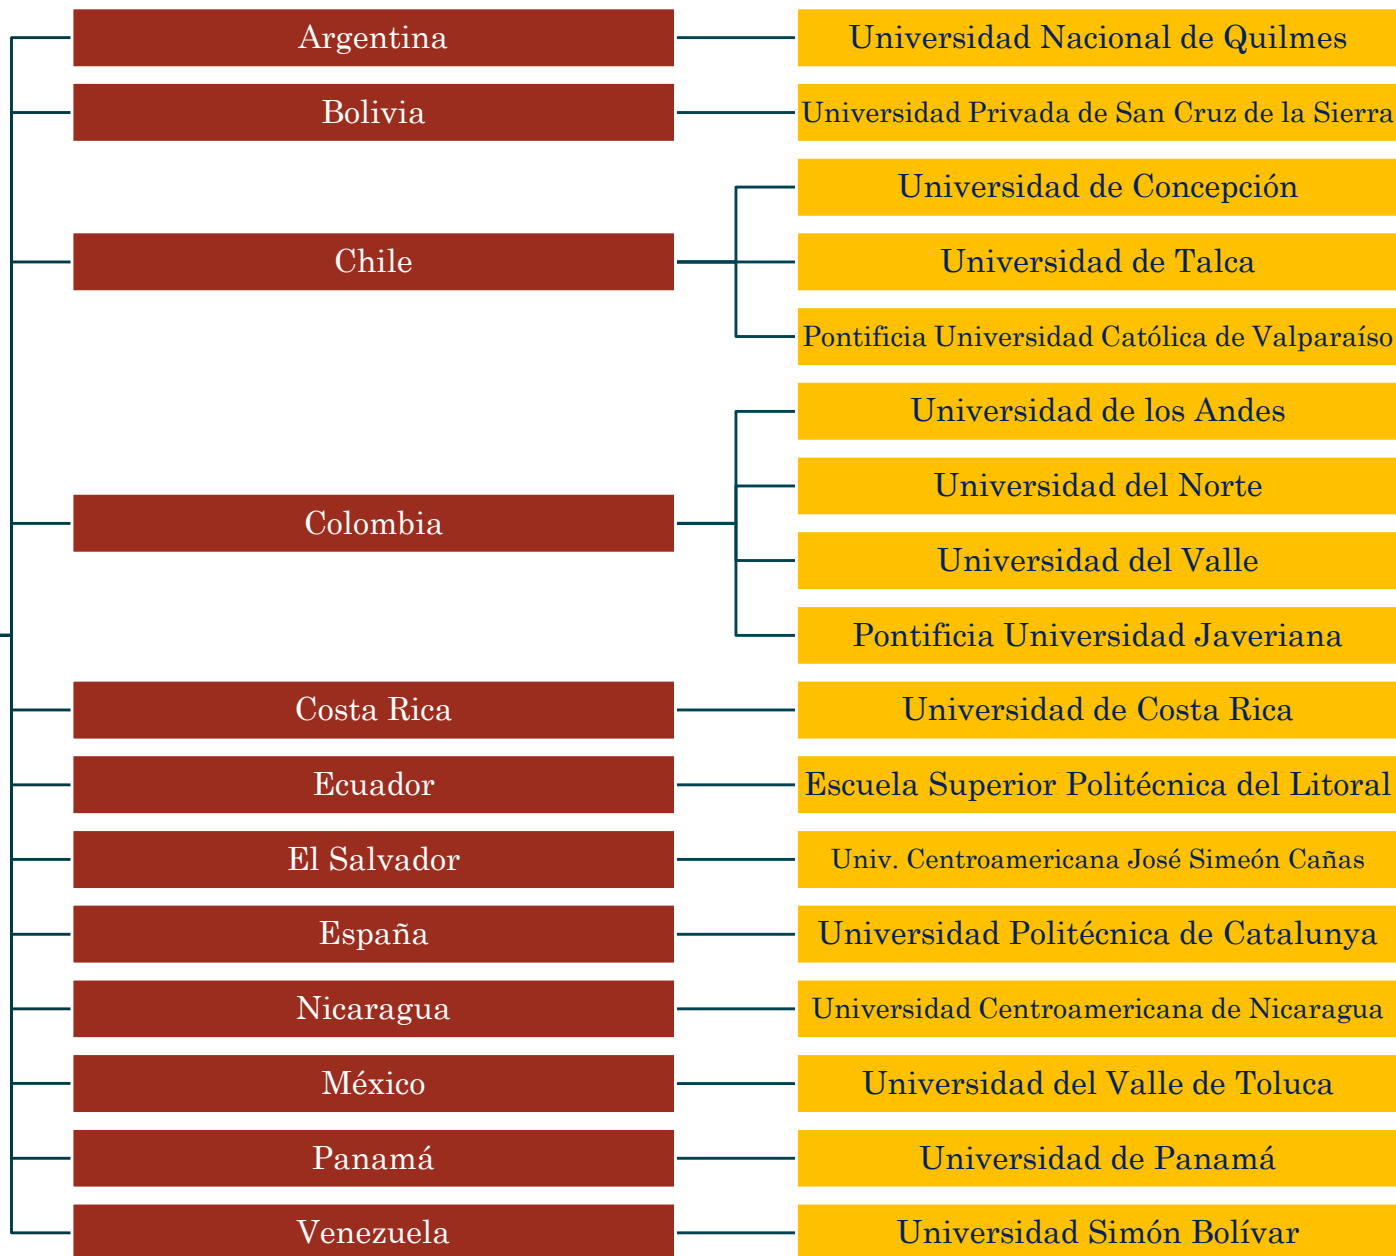 Argentina
Universidad Nacional de Quilmes
Bolivia
Universidad Privada de San Cruz de la Sierra
Chile
Universidad de Concepción
Universidad de Talca
Pontificia Universidad Católica de Valparaíso
Colombia
Universidad de los Andes
Universidad del Norte
Universidad del Valle
Pontificia Universidad Javeriana
Costa Rica
Universidad de Costa Rica
Ecuador
Escuela Superior Politécnica del Litoral
El Salvador
Univ. Centroamericana José Simeón Cañas
España
Universidad Politécnica de Catalunya
Nicaragua
Universidad Centroamericana de Nicaragua
México
Universidad del Valle de Toluca
Panamá
Universidad de Panamá
Venezuela
Universidad Simón Bolívar